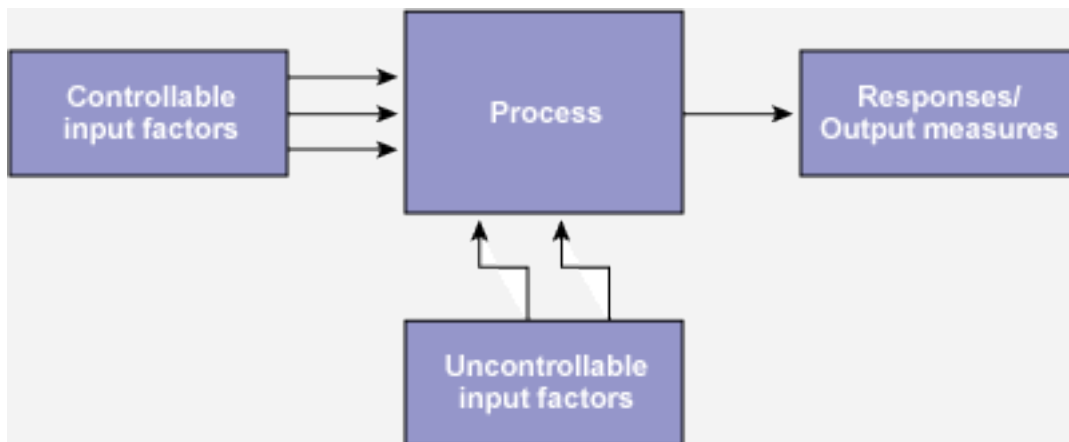 Controllable
input factors
Process
Responses/
Output measures
Uncontrollable
input factors